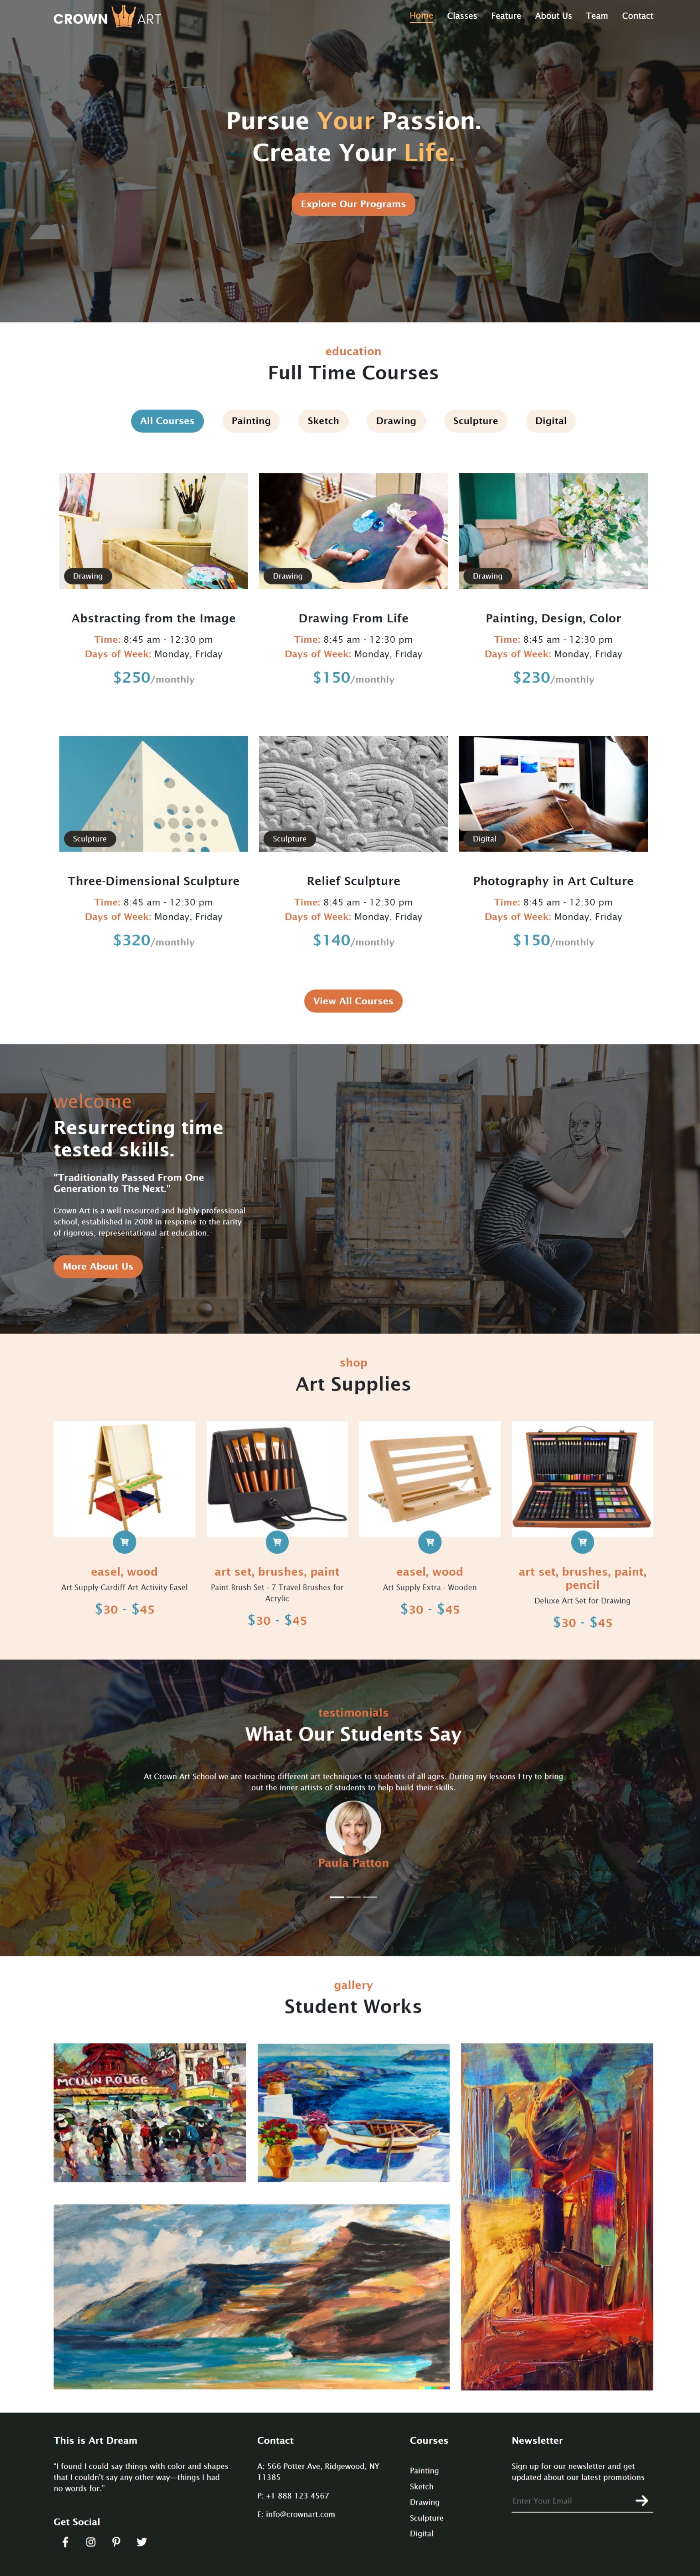 CROWN ART
Home Classes Feature About Us Team Contact
Pursue Your Passion.
Create Your Life.
Explore Our Programs
education
Full Time Courses
All Courses Painting Sketch Drawing Sculpture Digital
Drawing
Abstracting from the Image
Time: 8:45 am - 12:30 pm
Days of Week: Monday, Friday
$250/monthly
Drawing
Drawing From Life
Time: 8:45 am - 12:30 pm
Days of Week: Monday, Friday
$150/monthly
Drawing
Painting, Design, Color
Time: 8:45 am - 12:30 pm
Days of Week: Monday, Friday
$230/monthly
Sculpture
Three-Dimensional Sculpture
Time: 8:45 am - 12:30 pm
Days of Week: Monday, Friday
$320/monthly
Sculpture
Relief Sculpture
Time: 8:45 am - 12:30 pm
Days of Week: Monday, Friday
$140/monthly
Digital
Photography in Art Culture
Time: 8:45 am - 12:30 pm
Days of Week: Monday, Friday
$150/monthly
View All Courses
welcome
Resurrecting time
tested skills.
"Traditionally Passed From One
Generation to The Next."
Crown Art is a well resourced and highly professional
school, established in 2008 in response to the rarity
of rigorous, representational art education.
More About Us
shop
Art Supplies
easel, wood
Art Supply Cardiff Art Activity Easel
$30 - $45
art set, brushes, paint
Paint Brush Set - 7 Travel Brushes for
Acrylic
$30 - $45
easel, wood
Art Supply Extra - Wooden
$30 - $45
art set, brushes, paint,
pencil
Deluxe Art Set for Drawing
$30 - $45
testimonials
What Our Students Say
At Crown Art School we are teaching different art techniques to students of all ages. During my lessons I try to bring
out the inner artists of students to help build their skills.
Paula Patton
gallery
Student Works
MOULIN ROUGE
This is Art Dream
"I found I could say things with color and shapes
that I couldn't say any other way—things I had
no words for."
Get Social
Contact
A: 566 Potter Ave, Ridgewood, NY
11385
P: +1 888 123 4567
E: info@crownart.com
Courses
Painting
Sketch
Drawing
Sculpture
Digital
Newsletter
Sign up for our newsletter and get
updated about our latest promotions
Enter Your Email